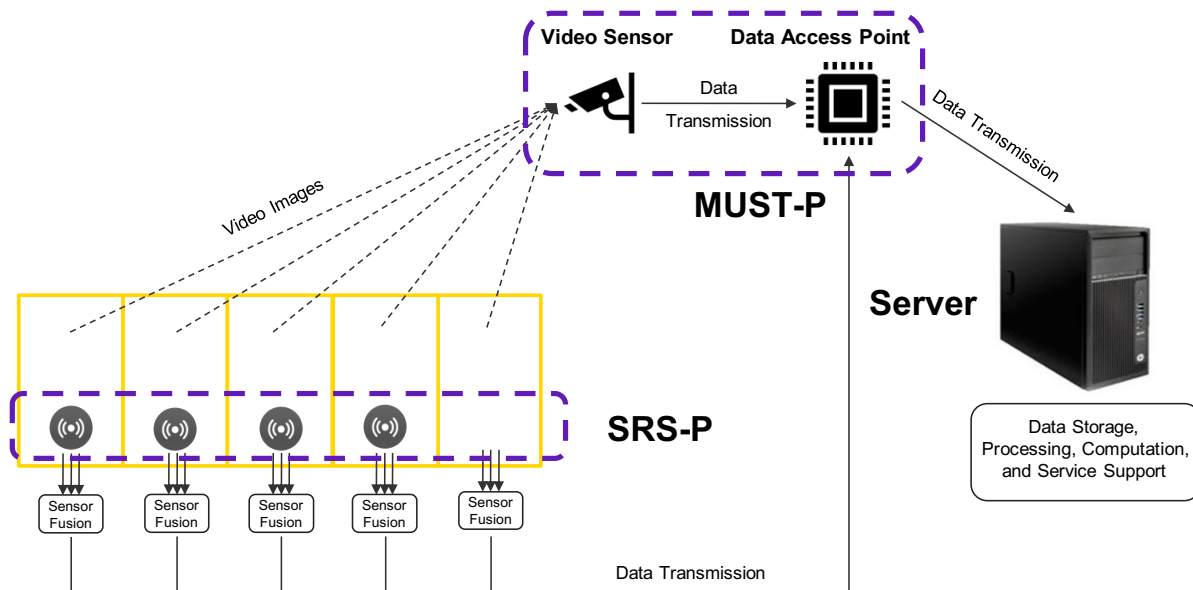 Video Sensor
Data Access Point
Data
Transmission
Data Transmission
MUST-P
Video Images
Server
SRS-P
Data Storage,
Processing, Computation,
and Service Support
Sensor
Fusion
Sensor
Fusion
Sensor
Fusion
Sensor
Fusion
Sensor
Fusion
Data Transmission